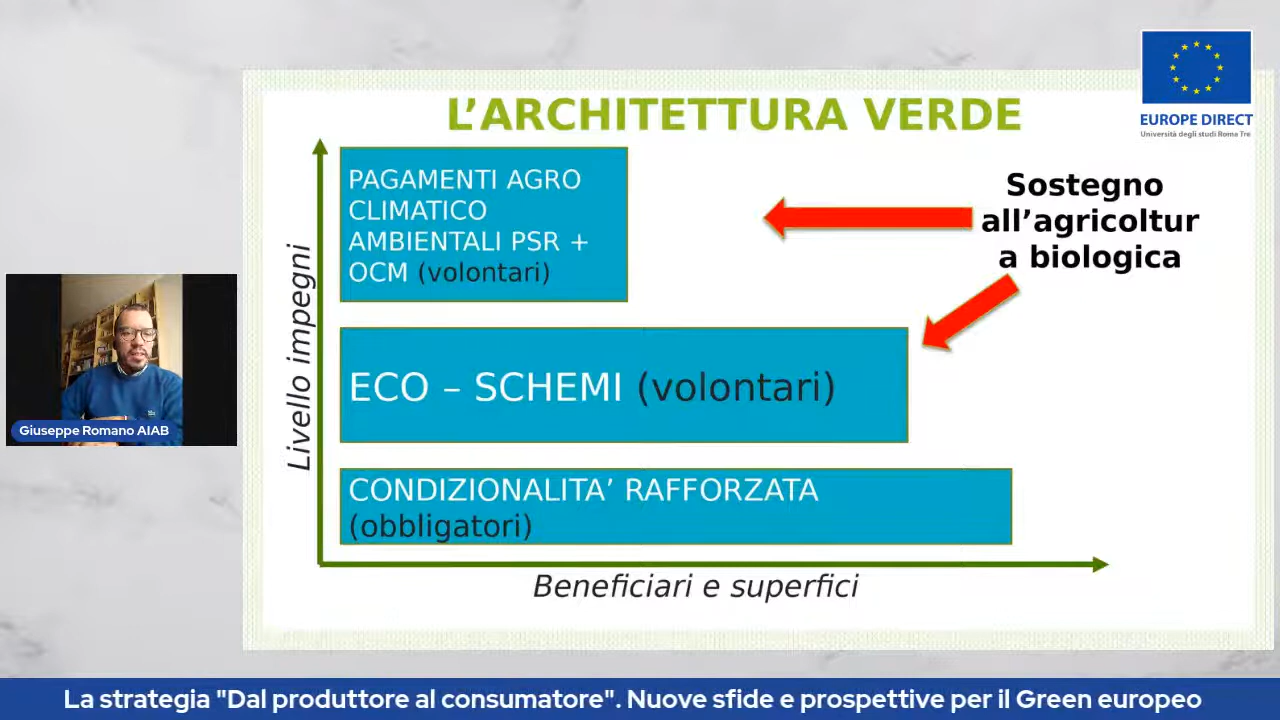 L’ARCHITETTURA VERDE
EUROPE DIRECT
Università degli studi Roma Tre
PAGAMENTI AGRO
CLIMATICO
AMBIENTALI PSR +
OCM (volontari)
Sostegno
all’agricoltur
a biologica
Livello impegni
ECO – SCHEMI (volontari)
CONDIZIONALITA’ RAFFORZATA
(obbligatori)
Beneficiari e superfici
Giuseppe Romano AIAB
La strategia "Dal produttore al consumatore". Nuove sfide e prospettive per il Green europeo